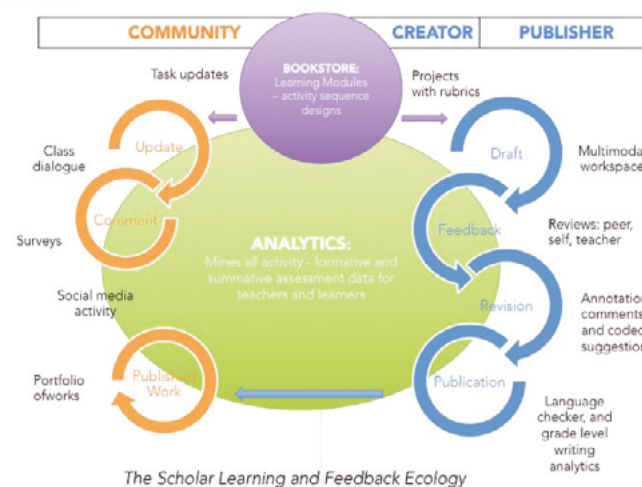 COMMUNITY
CREATOR
PUBLISHER
BOOKSTORE:
Learning Modules
– activity sequence
designs
Task updates
Projects
with rubrics
Update
Class
dialogue
Comment
Surveys
Social media
activity
Published
Work
Portfolio
ofworks
ANALYTICS:
Mines all activity - formative and
summative assessment data for
teachers and learners
Draft
Multimoda
workspace
Feedback
Reviews: peer,
self, teacher
Revision
Annotation
comments
and coded
suggestion
Publication
Language
checker, and
grade level
writing
analytics
The Scholar Learning and Feedback Ecology